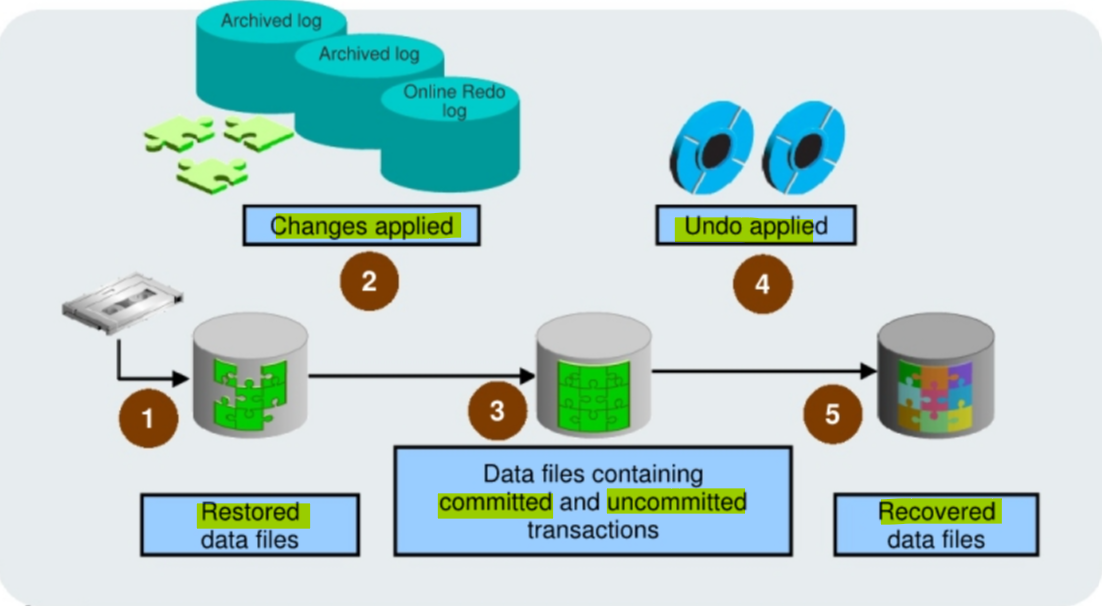 Archived log
Archived log
Online Redo
log
Changes applied
Undo applied
2
4
1
3
5
Restored
data files
Data files containing
committed and uncommitted
transactions
Recovered
data files